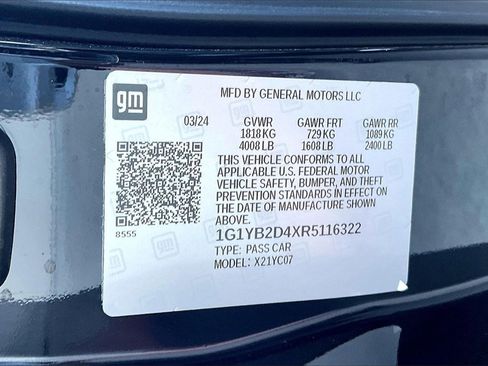 gm
MFD BY GENERAL MOTORS LLC
03/24 GVWR GAWR FRT GAWR RR
1818 KG 729 KG 1089 KG
4008 LB 1608 LB 2400 LB
THIS VEHICLE CONFORMS TO ALL
APPLICABLE U.S. FEDERAL MOTOR
VEHICLE SAFETY, BUMPER, AND THEFT
PREVENTION STANDARDS IN EFFECT ON
THE DATE OF MANUFACTURE SHOWN
ABOVE.
8555
1G1YB2D4XR5116322
TYPE: PASS CAR
MODEL: X21YC07